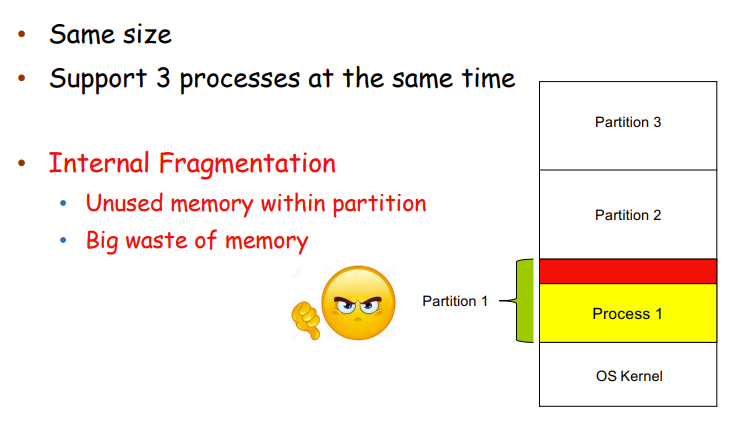 Same size
Support 3 processes at the same time
Internal Fragmentation
Unused memory within partition
Big waste of memory
Partition 3
Partition 2
Partition 1
Process 1
OS Kernel